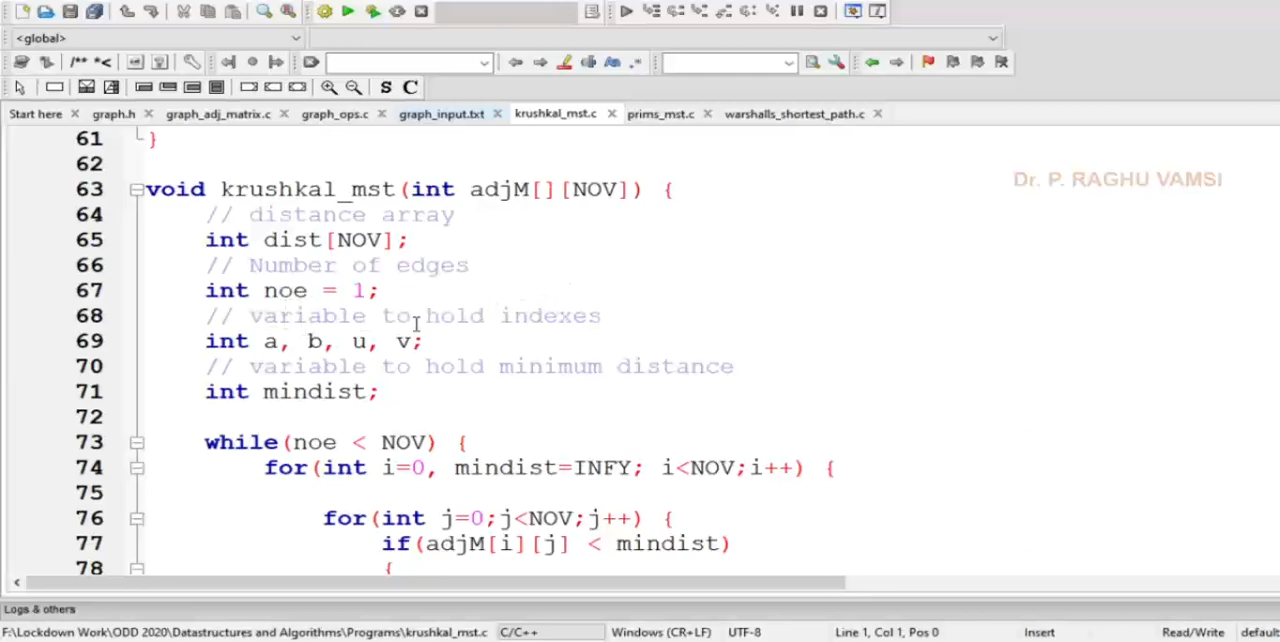 /** *<
S C
<global>
Start here graph.h graph_adj_matrix.c graph_ops.c graph_input.txt krushkal_mst.c prims_mst.c warshalls_shortest_path.c
Dr. P. RAGHU VAMSI
61 }
62
63 void krushkal_mst(int adjM[][NOV]) {
64 // distance array
65 int dist[NOV];
66 // Number of edges
67 int noe = 1;
68 // variable to hold indexes
69 int a, b, u, v;
70 // variable to hold minimum distance
71 int mindist;
72
73 while(noe < NOV) {
74 for(int i=0, mindist=INFY; i<NOV;i++) {
75
76 for(int j=0;j<NOV;j++) {
77 if(adjM[i][j] < mindist)
78 {
Logs & others
F:\Lockdown Work\ODD 2020\Datastructures and Algorithms\Programs\krushkal_mst.c C/C++ Windows (CR+LF) UTF-8 Line 1, Col 1, Pos 0 Insert Read/Write default